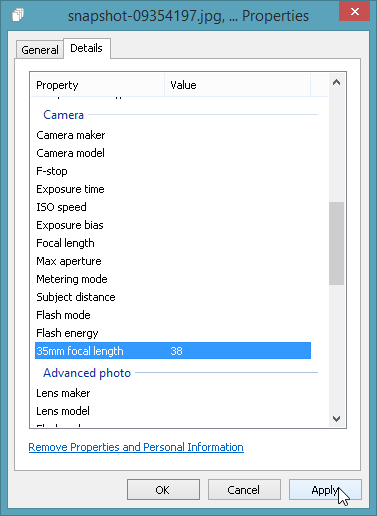 snapshot-09354197.jpg, ... Properties
General Details
Property Value
Camera
Camera maker
Camera model
F-stop
Exposure time
ISO speed
Exposure bias
Focal length
Max aperture
Metering mode
Subject distance
Flash mode
Flash energy
35mm focal length 38
Advanced photo
Lens maker
Lens model
Remove Properties and Personal Information
OK Cancel Apply